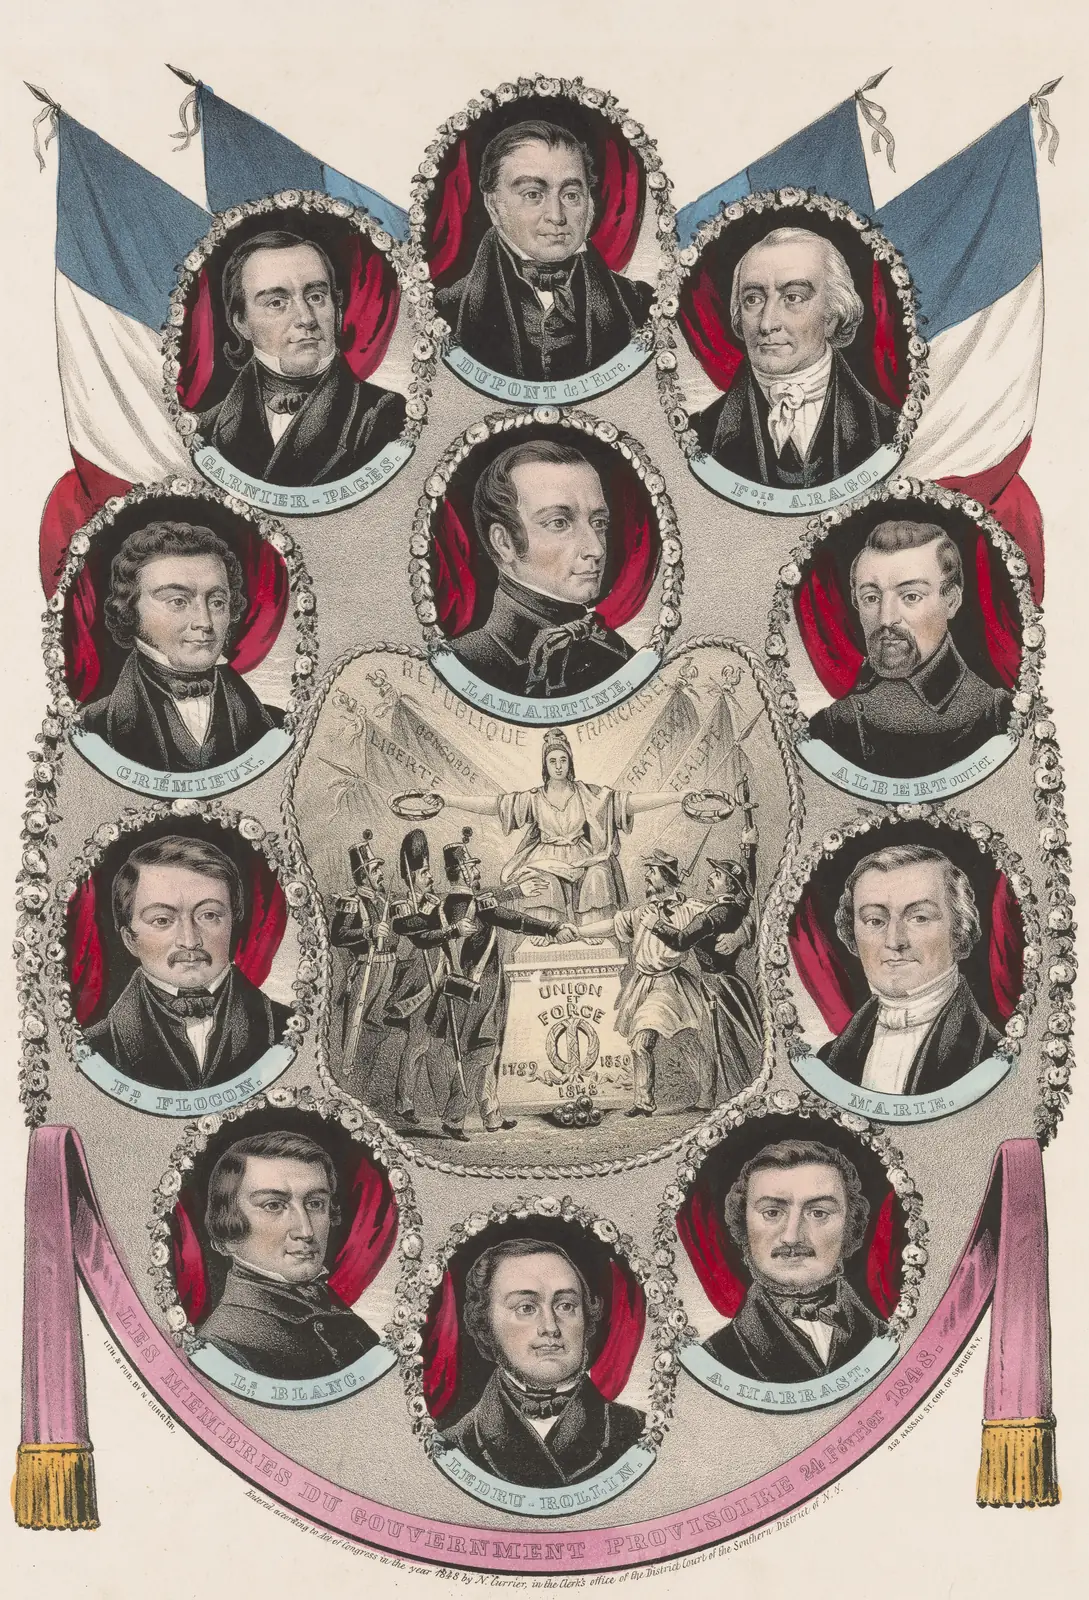 DUPONT de l'Eure.
GARNIER-PAGÈS.
Fois ARAGO.
LAMARTINE.
CRÉMIEUX.
ALBERT ouvrier.
RÉPUBLIQUE FRANCAISE
LIBERTÉ
CONCORDE
FRATERNITÉ
EGALITÉ
UNION
ET
FORCE
1789 1830
1848
Fd FLOCON.
MARIE.
Ls BLANC.
A. MARRAST.
LEDRU-ROLLIN.
LES MEMBRES DU GOUVERNMENT PROVISOIRE 24 Février 1848.
LITH. & PUB. BY N. CURRIER,
152 NASSAU ST. COR. OF SPRUCE N.Y.
Entered according to Act of Congress in the year 1848 by N. Currier, in the Clerk's office of the District Court of the Southern District of N.Y.